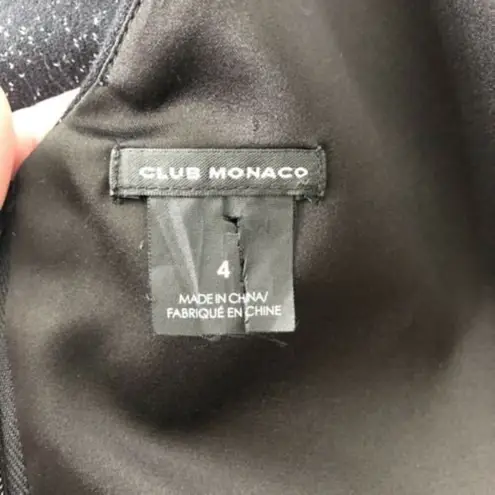 CLUB MONACO
4
MADE IN CHINA/
FABRIQUÉ EN CHINE